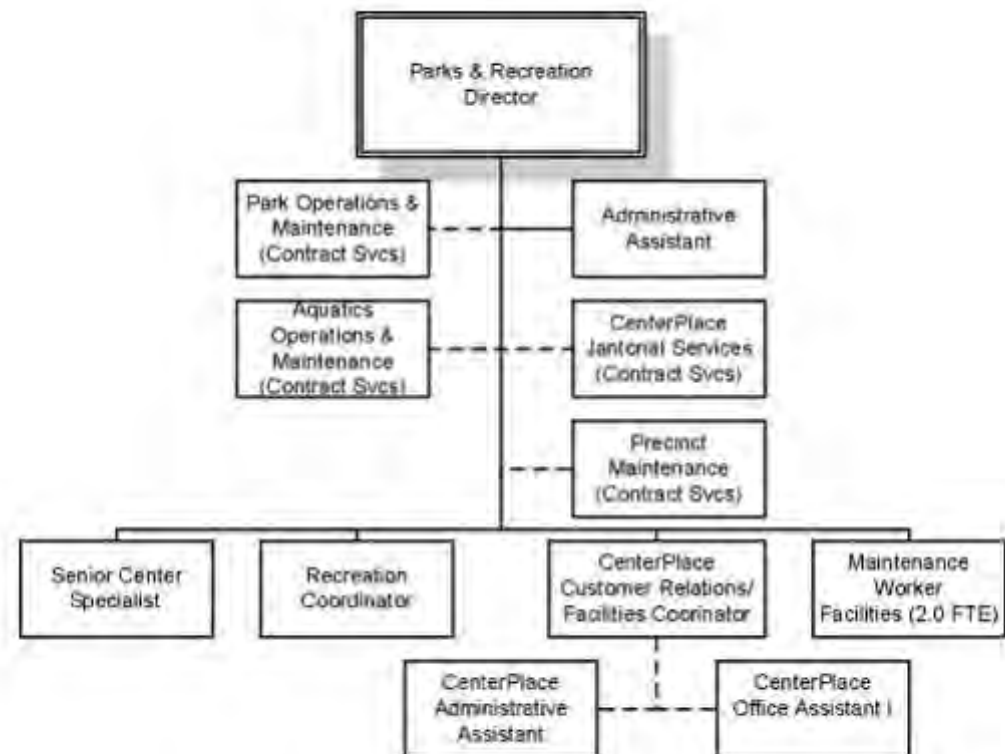 Parks & Recreation
Director
Park Operations &
Maintenance
(Contract Svcs)
Administrative
Assistant
Aquatics
Operations &
Maintenance
(Contract Svcs)
CenterPlace
Jantorial Services
(Contract Svcs)
Precinct
Maintenance
(Contract Svcs)
Senior Center
Specialist
Recreation
Coordinator
CenterPlace
Customer Relations/
Facilities Coorinator
Maintenance
Worker
Facilities (2.0 FTE)
CenterPlace
Administrative
Assistant
CenterPlace
Office Assistant I